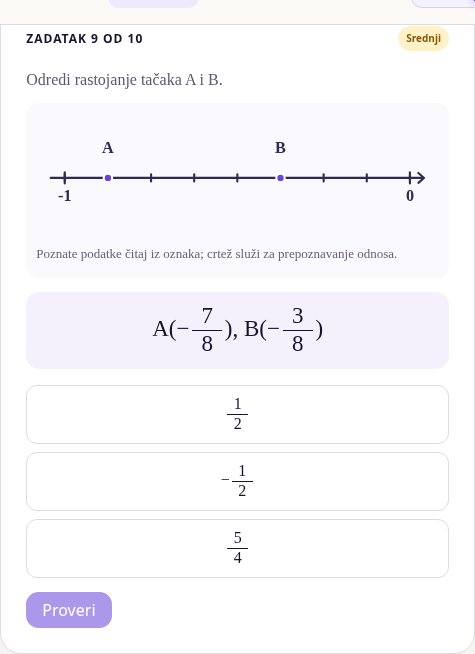 ZADATAK 9 OD 10
Srednji
Odredi rastojanje tačaka A i B.
A B
-1 0
Poznate podatke čitaj iz oznaka; crtež služi za prepoznavanje odnosa.
A(−7/8), B(−3/8)
1/2
−1/2
5/4
Proveri